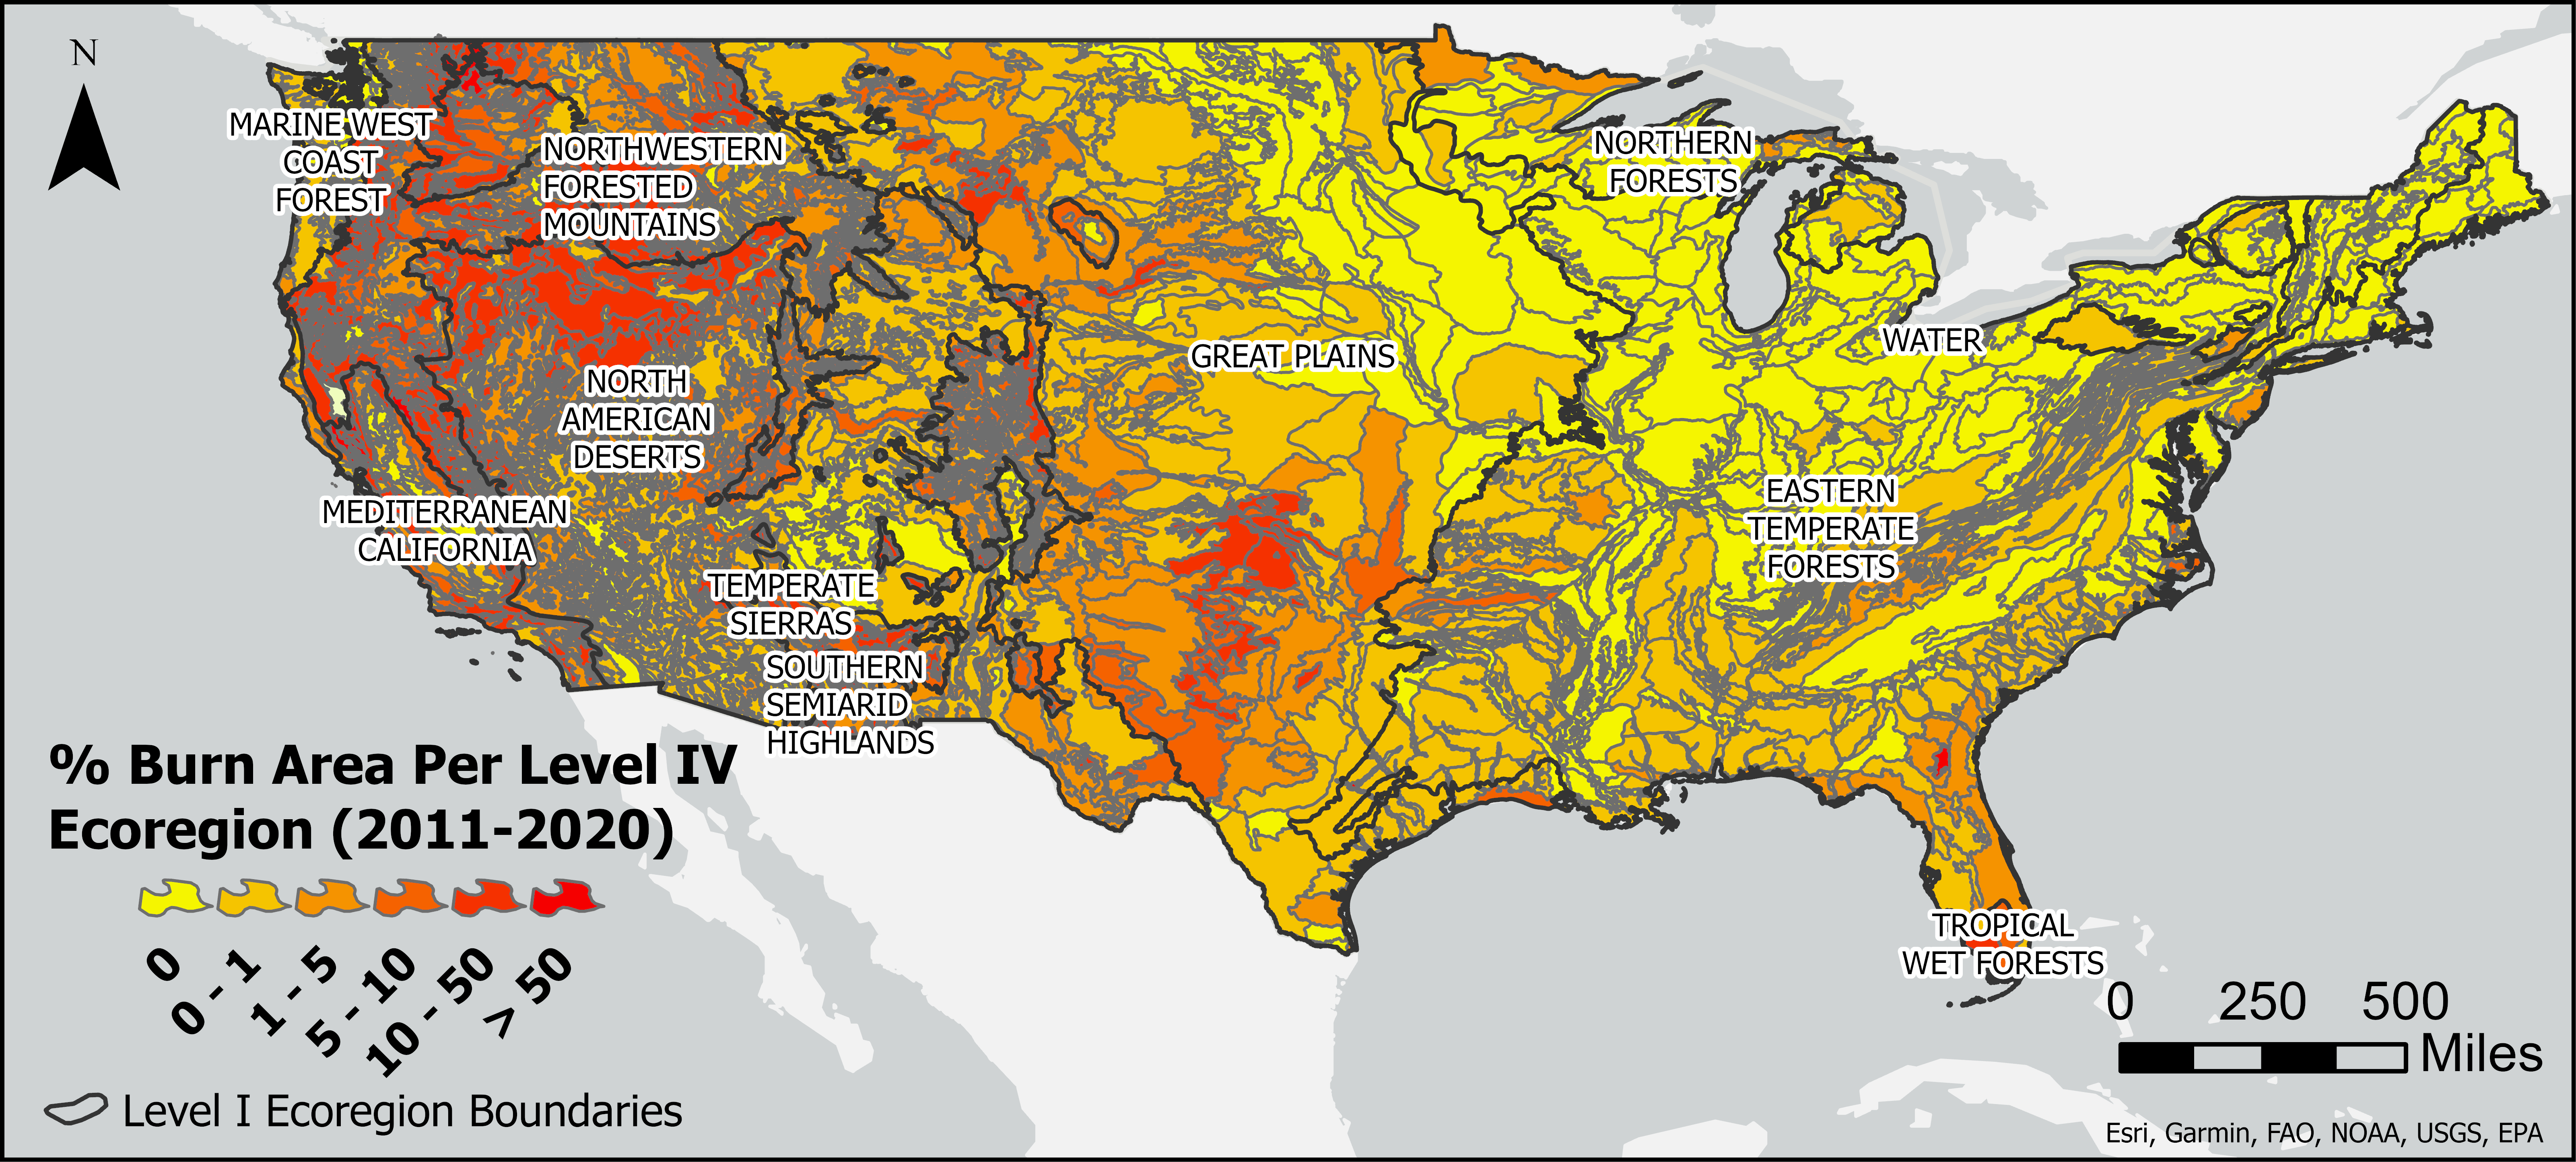 N
MARINE WEST
COAST
FOREST
NORTHWESTERN
FORESTED
MOUNTAINS
NORTHERN
FORESTS
WATER
GREAT PLAINS
NORTH
AMERICAN
DESERTS
MEDITERRANEAN
CALIFORNIA
EASTERN
TEMPERATE
FORESTS
TEMPERATE
SIERRAS
SOUTHERN
SEMIARID
HIGHLANDS
TROPICAL
WET FORESTS
% Burn Area Per Level IV
Ecoregion (2011-2020)
0
0 - 1
1 - 5
5 - 10
10 - 50
> 50
Level I Ecoregion Boundaries
0 250 500
Miles
Esri, Garmin, FAO, NOAA, USGS, EPA